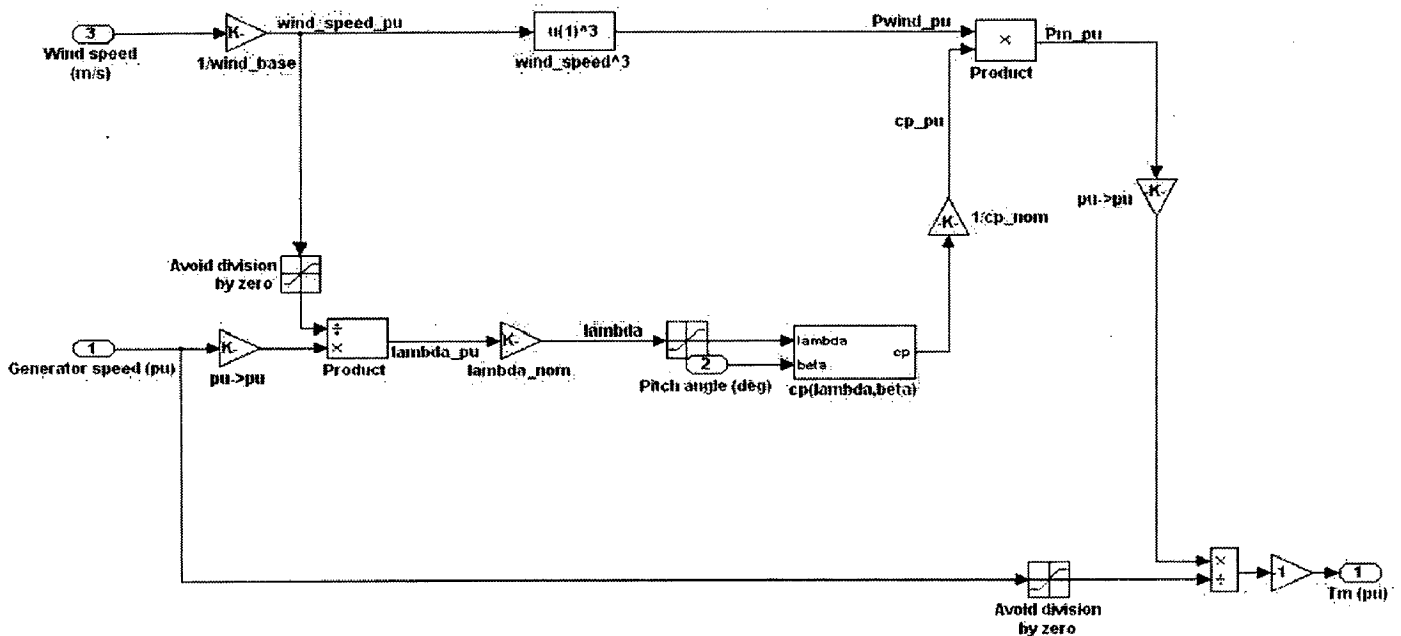 3
Wind speed
(m/s)
K-
1/wind_base
wind_speed_pu
u(1)^3
wind_speed^3
Pwind_pu
×
Product
Pm_pu
cp_pu
-K-
1/cp_nom
-K-
pu->pu
Avoid division
by zero
1
Generator speed (pu)
K-
pu->pu
÷
×
Product
lambda_pu
K-
lambda_nom
lambda
2
Pitch angle (deg)
lambda
beta
cp
cp(lambda,beta)
Avoid division
by zero
×
÷
-1
1
Tm (pu)